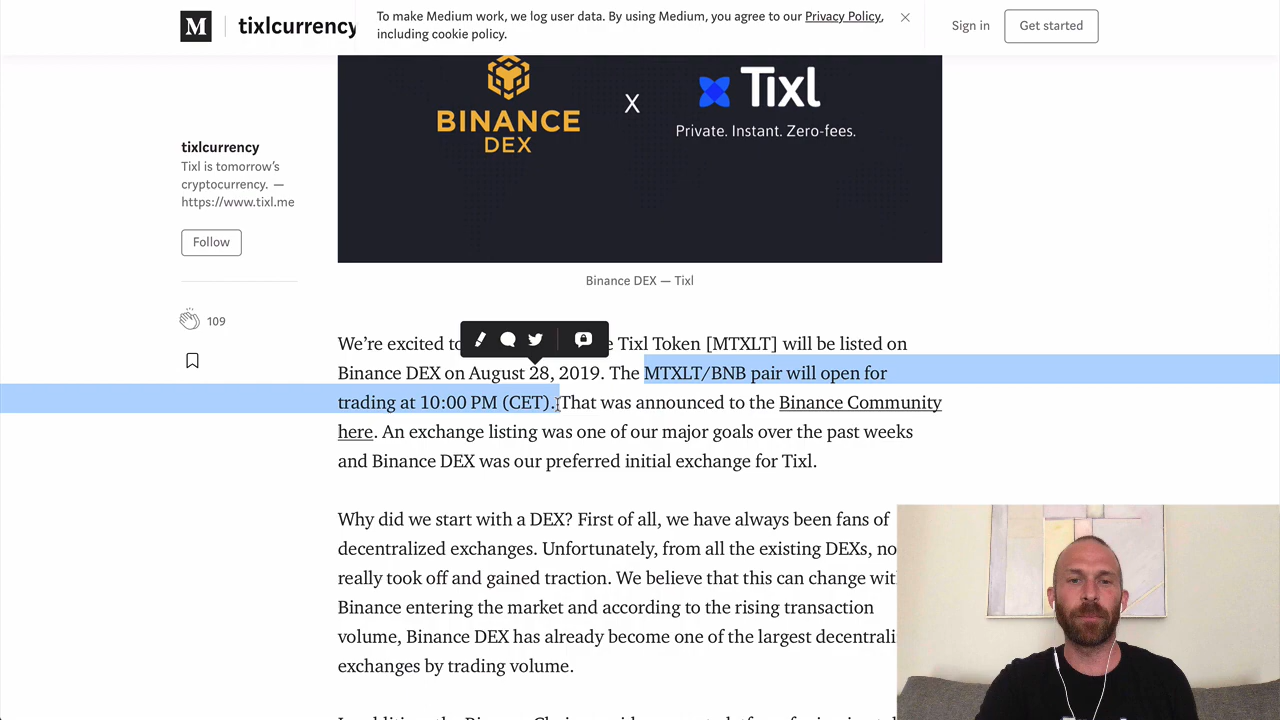 M tixlcurrency
To make Medium work, we log user data. By using Medium, you agree to our Privacy Policy,
including cookie policy.
Sign in
Get started
BINANCE
DEX
X
Tixl
Private. Instant. Zero-fees.
tixlcurrency
Tixl is tomorrow's
cryptocurrency. —
https://www.tixl.me
Follow
109
Binance DEX — Tixl
We're excited to Tixl Token [MTXLT] will be listed on
Binance DEX on August 28, 2019. The MTXLT/BNB pair will open for
trading at 10:00 PM (CET). That was announced to the Binance Community
here. An exchange listing was one of our major goals over the past weeks
and Binance DEX was our preferred initial exchange for Tixl.
Why did we start with a DEX? First of all, we have always been fans of
decentralized exchanges. Unfortunately, from all the existing DEXs,
really took off and gained traction. We believe that this can change
Binance entering the market and according to the rising transaction
volume, Binance DEX has already become one of the largest
exchanges by trading volume.